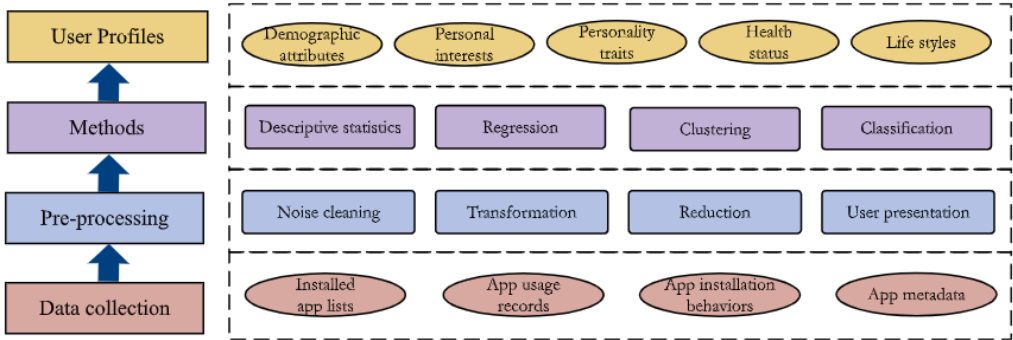 User Profiles
Demographic
attributes
Personal
interests
Personality
traits
Health
status
Life styles
Methods
Descriptive statistics
Regression
Clustering
Classification
Pre-processing
Noise cleaning
Transformation
Reduction
User presentation
Data collection
Installed
app lists
App usage
records
App installation
behaviors
App metadata